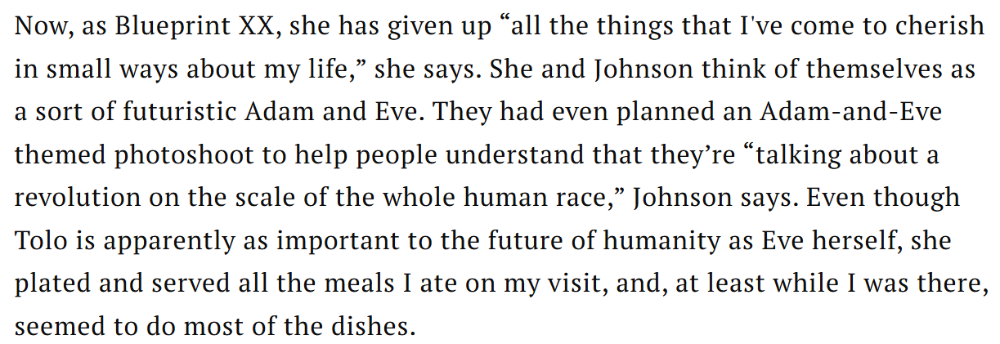 Now, as Blueprint XX, she has given up “all the things that I've come to cherish
in small ways about my life,” she says. She and Johnson think of themselves as
a sort of futuristic Adam and Eve. They had even planned an Adam-and-Eve
themed photoshoot to help people understand that they’re “talking about a
revolution on the scale of the whole human race,” Johnson says. Even though
Tolo is apparently as important to the future of humanity as Eve herself, she
plated and served all the meals I ate on my visit, and, at least while I was there,
seemed to do most of the dishes.